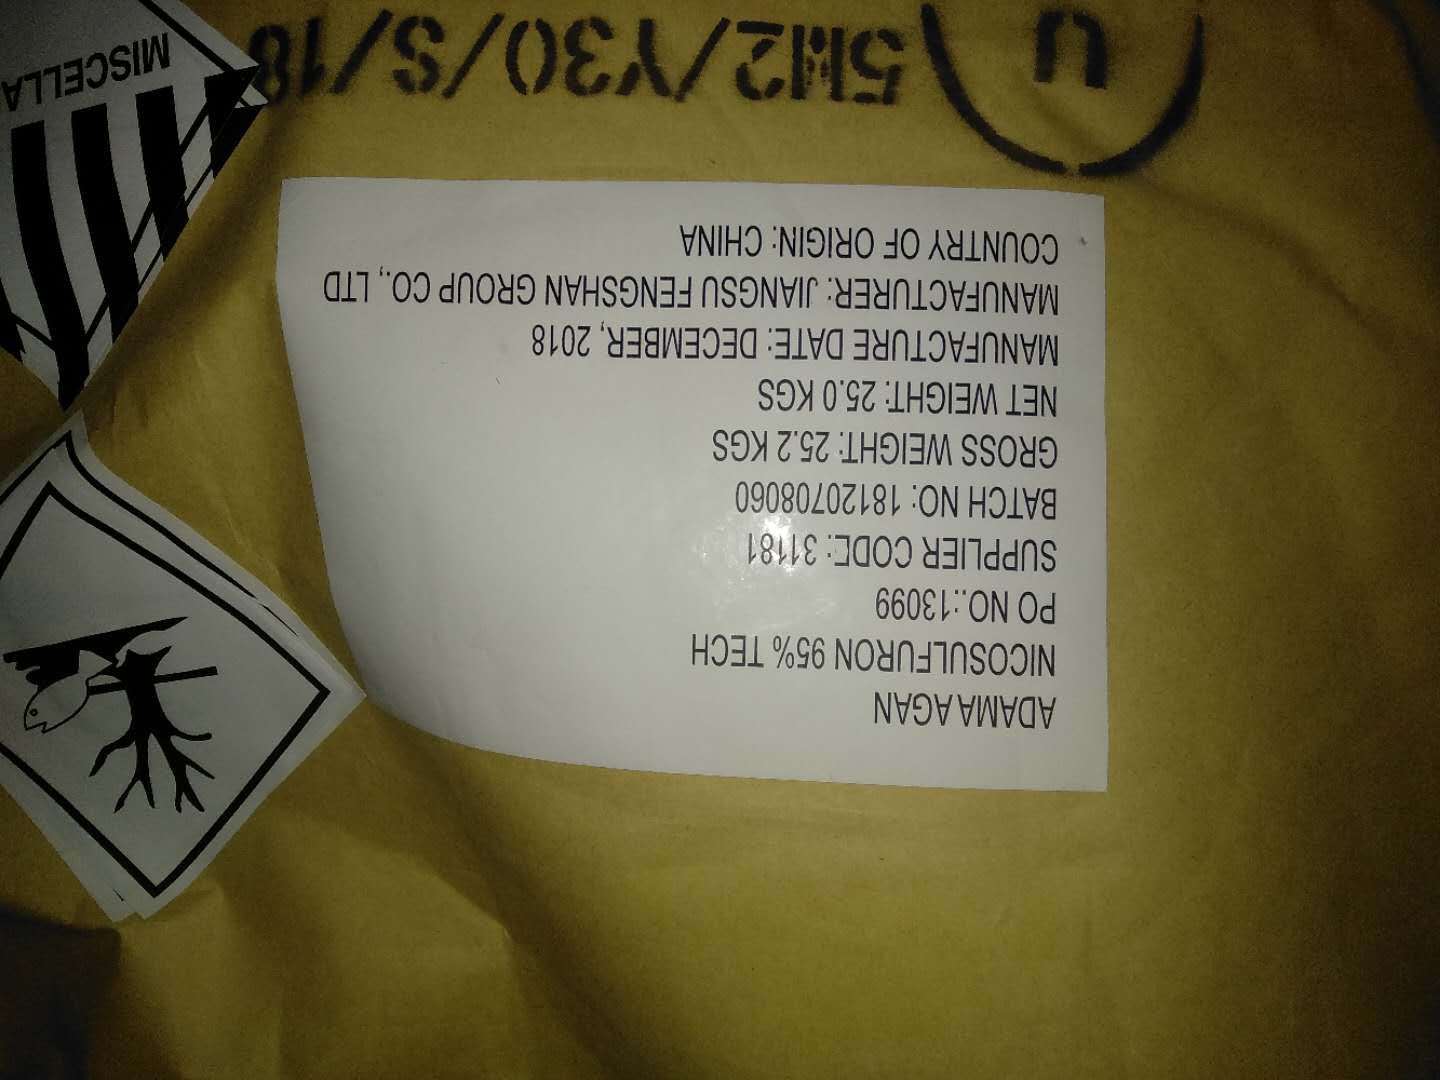 ADAMA AGAN
NICOSULFURON 95% TECH
PO NO.:13099
SUPPLIER CODE: 31181
BATCH NO: 18120708060
GROSS WEIGHT: 25.2 KGS
NET WEIGHT: 25.0 KGS
MANUFACTURE DATE: DECEMBER, 2018
MANUFACTURER: JIANGSU FENGSHAN GROUP CO., LTD
COUNTRY OF ORIGIN: CHINA
U 5M2/Y30/S/18
MISCELLA